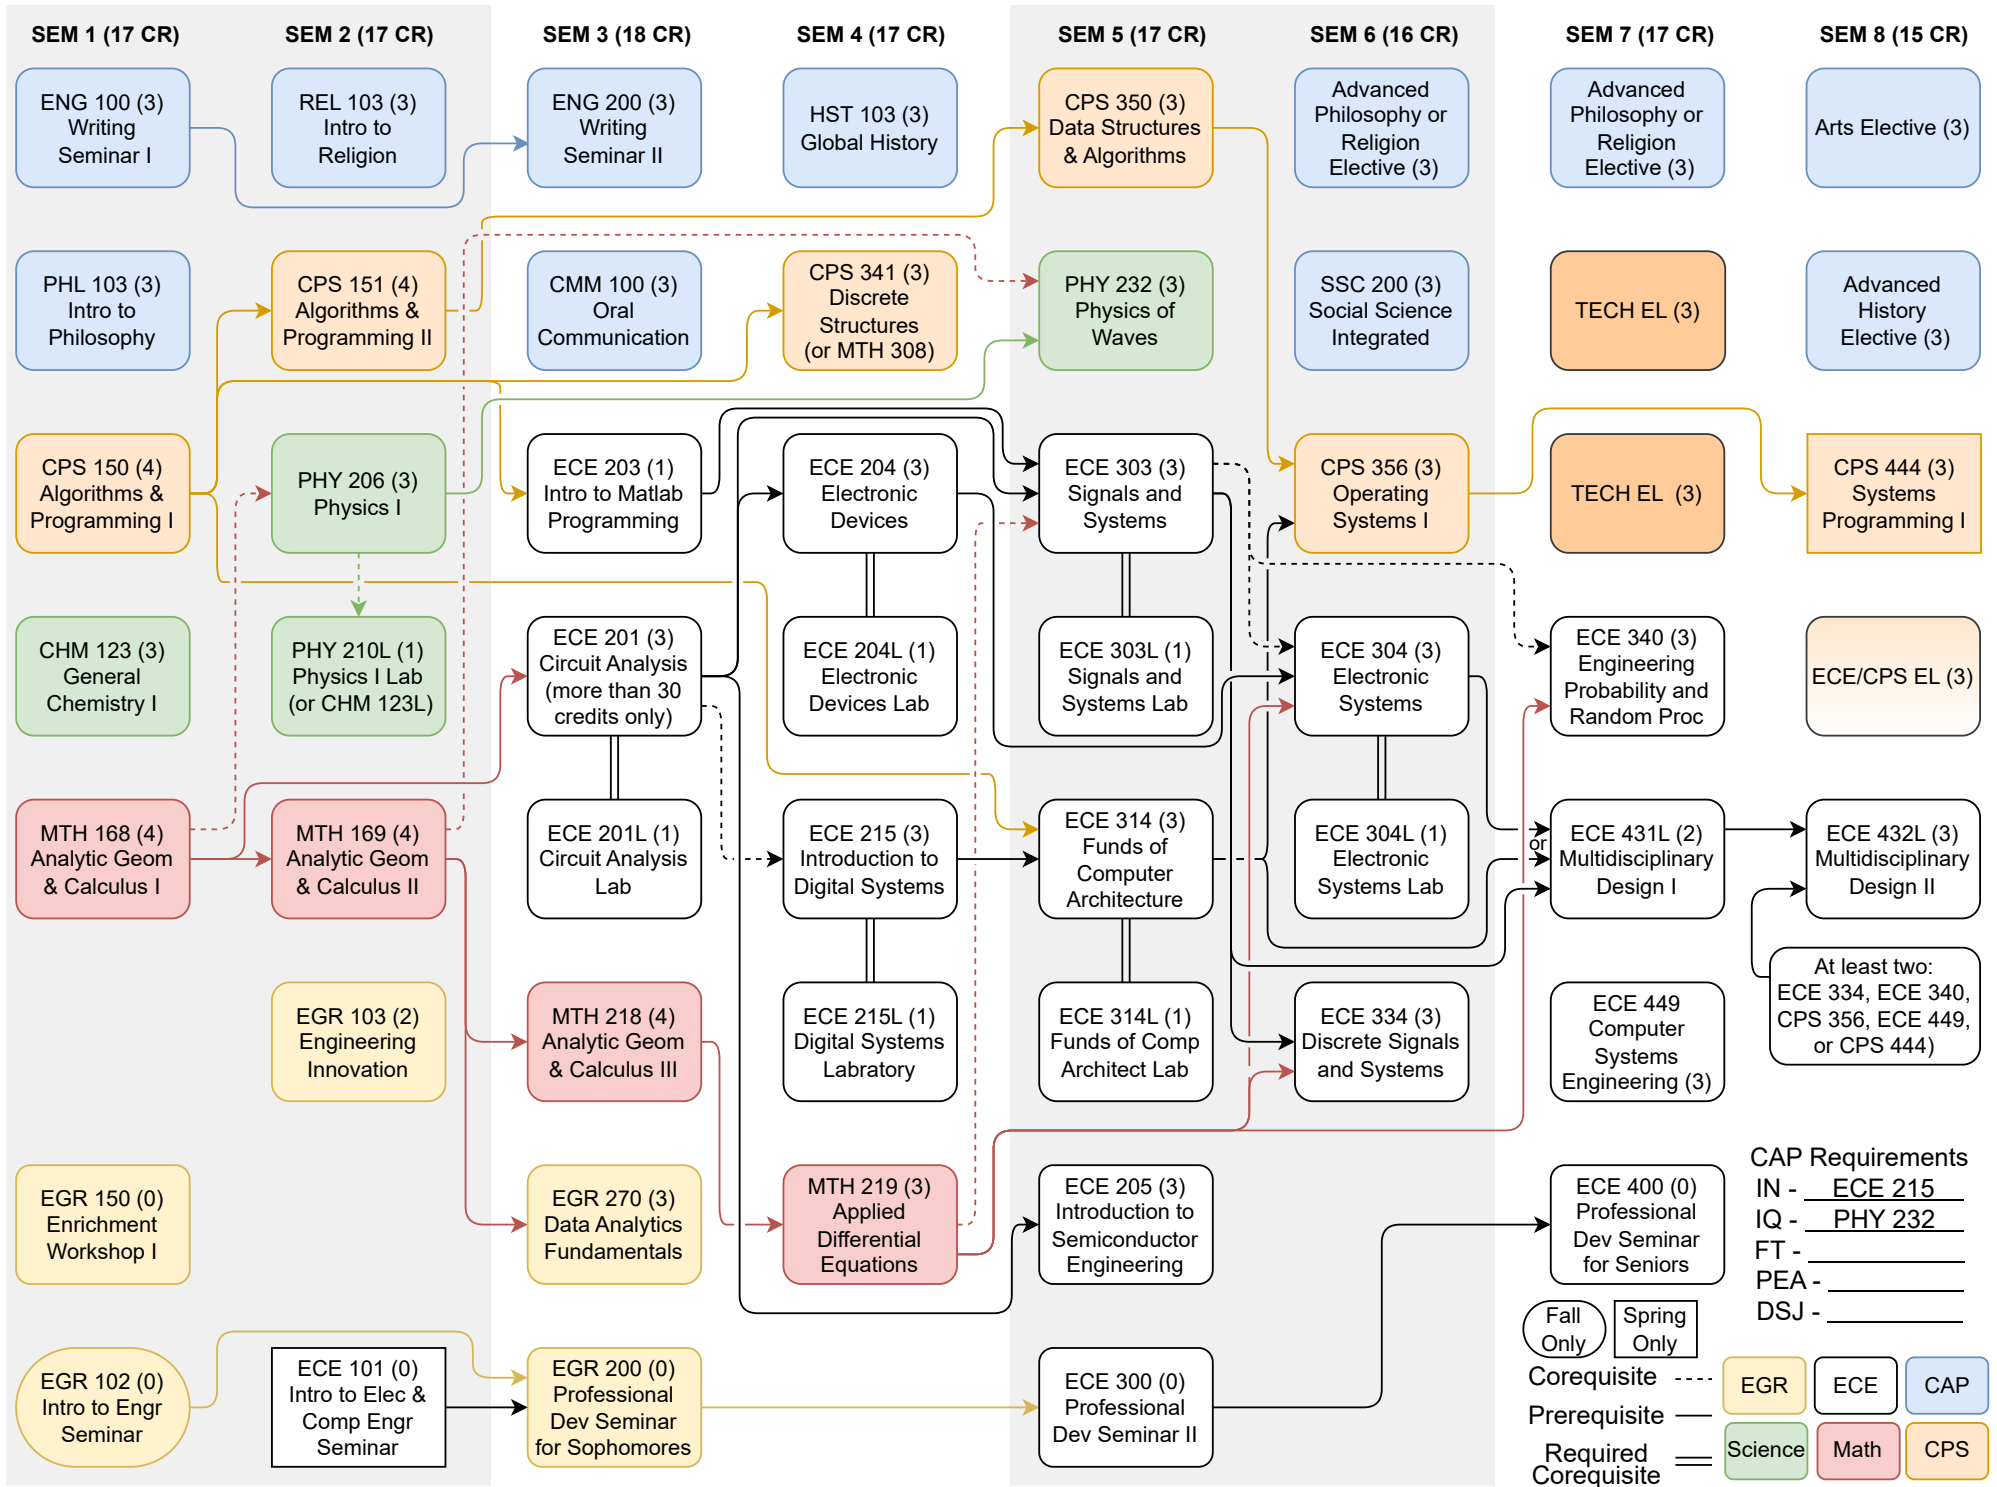 SEM 1 (17 CR)
SEM 2 (17 CR)
SEM 3 (18 CR)
SEM 4 (17 CR)
SEM 5 (17 CR)
SEM 6 (16 CR)
SEM 7 (17 CR)
SEM 8 (15 CR)
ENG 100 (3)
Writing
Seminar I
REL 103 (3)
Intro to
Religion
ENG 200 (3)
Writing
Seminar II
HST 103 (3)
Global History
CPS 350 (3)
Data Structures
& Algorithms
Advanced
Philosophy or
Religion
Elective (3)
Advanced
Philosophy or
Religion
Elective (3)
Arts Elective (3)
PHL 103 (3)
Intro to
Philosophy
CPS 151 (4)
Algorithms &
Programming II
CMM 100 (3)
Oral
Communication
CPS 341 (3)
Discrete
Structures
(or MTH 308)
PHY 232 (3)
Physics of
Waves
SSC 200 (3)
Social Science
Integrated
TECH EL (3)
Advanced
History
Elective (3)
CPS 150 (4)
Algorithms &
Programming I
PHY 206 (3)
Physics I
ECE 203 (1)
Intro to Matlab
Programming
ECE 204 (3)
Electronic
Devices
ECE 303 (3)
Signals and
Systems
CPS 356 (3)
Operating
Systems I
TECH EL (3)
CPS 444 (3)
Systems
Programming I
CHM 123 (3)
General
Chemistry I
PHY 210L (1)
Physics I Lab
(or CHM 123L)
ECE 201 (3)
Circuit Analysis
(more than 30
credits only)
ECE 204L (1)
Electronic
Devices Lab
ECE 303L (1)
Signals and
Systems Lab
ECE 304 (3)
Electronic
Systems
ECE 340 (3)
Engineering
Probability and
Random Proc
ECE/CPS EL (3)
MTH 168 (4)
Analytic Geom
& Calculus I
MTH 169 (4)
Analytic Geom
& Calculus II
ECE 201L (1)
Circuit Analysis
Lab
ECE 215 (3)
Introduction to
Digital Systems
ECE 314 (3)
Funds of
Computer
Architecture
ECE 304L (1)
Electronic
Systems Lab
or
ECE 431L (2)
Multidisciplinary
Design I
ECE 432L (3)
Multidisciplinary
Design II
EGR 103 (2)
Engineering
Innovation
MTH 218 (4)
Analytic Geom
& Calculus III
ECE 215L (1)
Digital Systems
Labratory
ECE 314L (1)
Funds of Comp
Architect Lab
ECE 334 (3)
Discrete Signals
and Systems
ECE 449
Computer
Systems
Engineering (3)
At least two:
ECE 334, ECE 340,
CPS 356, ECE 449,
or CPS 444)
EGR 150 (0)
Enrichment
Workshop I
EGR 270 (3)
Data Analytics
Fundamentals
MTH 219 (3)
Applied
Differential
Equations
ECE 205 (3)
Introduction to
Semiconductor
Engineering
ECE 400 (0)
Professional
Dev Seminar
for Seniors
CAP Requirements
IN - ECE 215
IQ - PHY 232
FT -
PEA -
DSJ -
EGR 102 (0)
Intro to Engr
Seminar
ECE 101 (0)
Intro to Elec &
Comp Engr
Seminar
EGR 200 (0)
Professional
Dev Seminar
for Sophomores
ECE 300 (0)
Professional
Dev Seminar II
Fall
Only
Spring
Only
Corequisite
Prerequisite
Required
Corequisite
EGR
ECE
CAP
Science
Math
CPS